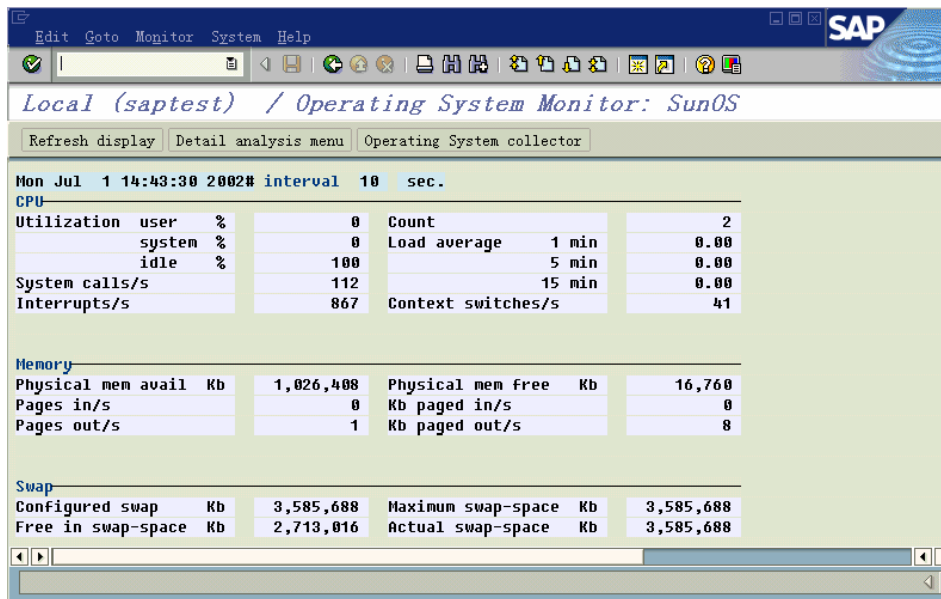 Edit Goto Monitor System Help
SAP
Local (saptest) / Operating System Monitor: SunOS
Refresh display Detail analysis menu Operating System collector
Mon Jul 1 14:43:30 2002# interval 10 sec.
CPU
Utilization user % 0 Count 2
system % 0 Load average 1 min 0.00
idle % 100 5 min 0.00
System calls/s 112 15 min 0.00
Interrupts/s 867 Context switches/s 41
Memory
Physical mem avail Kb 1,026,408 Physical mem free Kb 16,760
Pages in/s 0 Kb paged in/s 0
Pages out/s 1 Kb paged out/s 8
Swap
Configured swap Kb 3,585,688 Maximum swap-space Kb 3,585,688
Free in swap-space Kb 2,713,016 Actual swap-space Kb 3,585,688